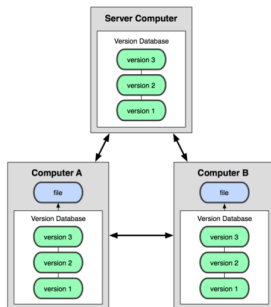 Server Computer
Version Database
version 3
version 2
version 1
Computer A
file
Version Database
version 3
version 2
version 1
Computer B
file
Version Database
version 3
version 2
version 1